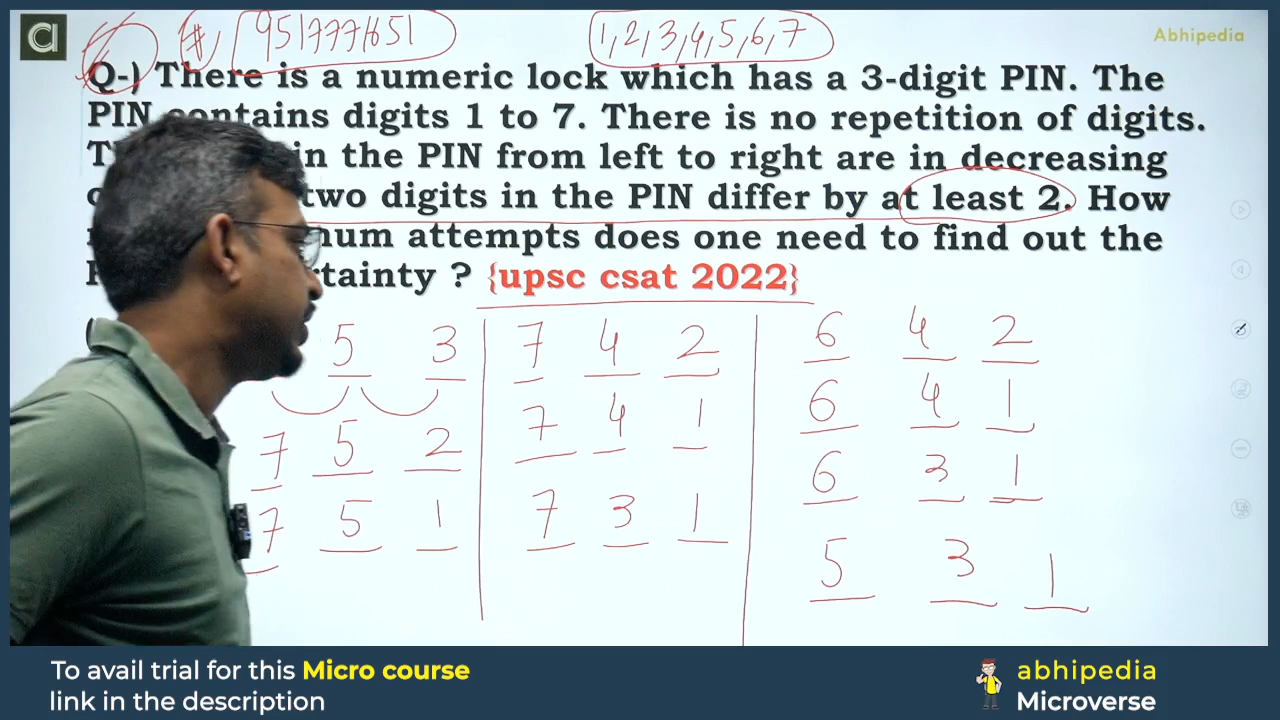 9517771651
1,2,3,4,5,6,7
Abhipedia
Q-) There is a numeric lock which has a 3-digit PIN. The
PIN contains digits 1 to 7. There is no repetition of digits.
in the PIN from left to right are in decreasing
two digits in the PIN differ by at least 2. How
attempts does one need to find out the
? {upsc csat 2022}
5 3
7 5 2
7 5 1
7 4 2
7 4 1
7 3 1
6 4 2
6 4 1
6 3 1
5 3 1
To avail trial for this Micro course
link in the description
abhipedia
Microverse